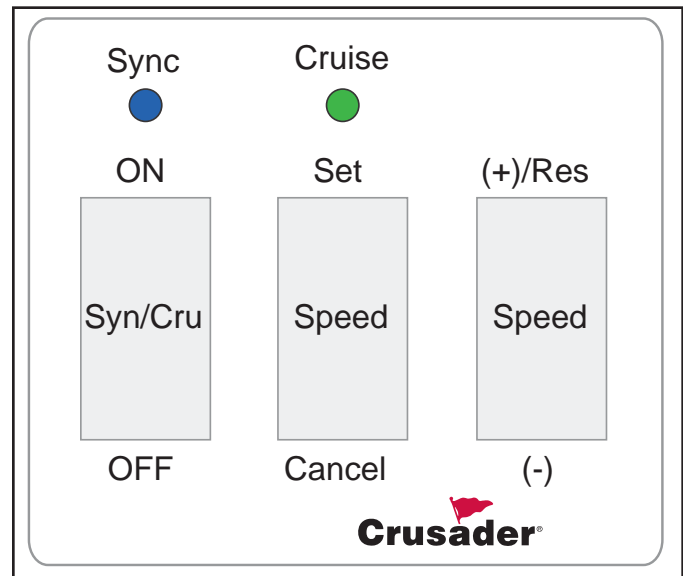 Sync Cruise
ON Set (+)/Res
Syn/Cru Speed Speed
OFF Cancel (-)
Crusader®